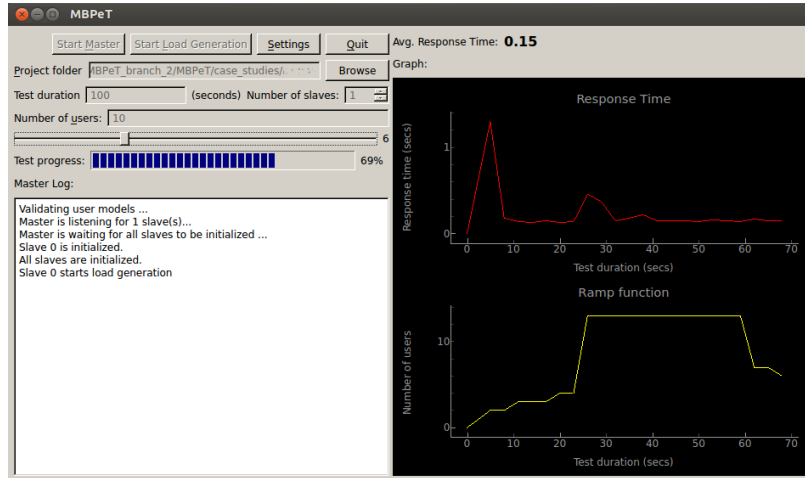 MBPeT
Start Master Start Load Generation Settings Quit
Avg. Response Time: 0.15
Project folder MBPeT_branch_2/MBPeT/case_studies/ Browse
Graph:
Test duration 100 (seconds) Number of slaves: 1
Number of users: 10
6
Test progress: 69%
Master Log:
Validating user models ...
Master is listening for 1 slave(s)...
Master is waiting for all slaves to be initialized ...
Slave 0 is initialized.
All slaves are initialized.
Slave 0 starts load generation
Response Time
Response time (secs)
1
0
0 10 20 30 40 50 60 70
Test duration (secs)
Ramp function
Number of users
10
0
0 10 20 30 40 50 60 70
Test duration (secs)